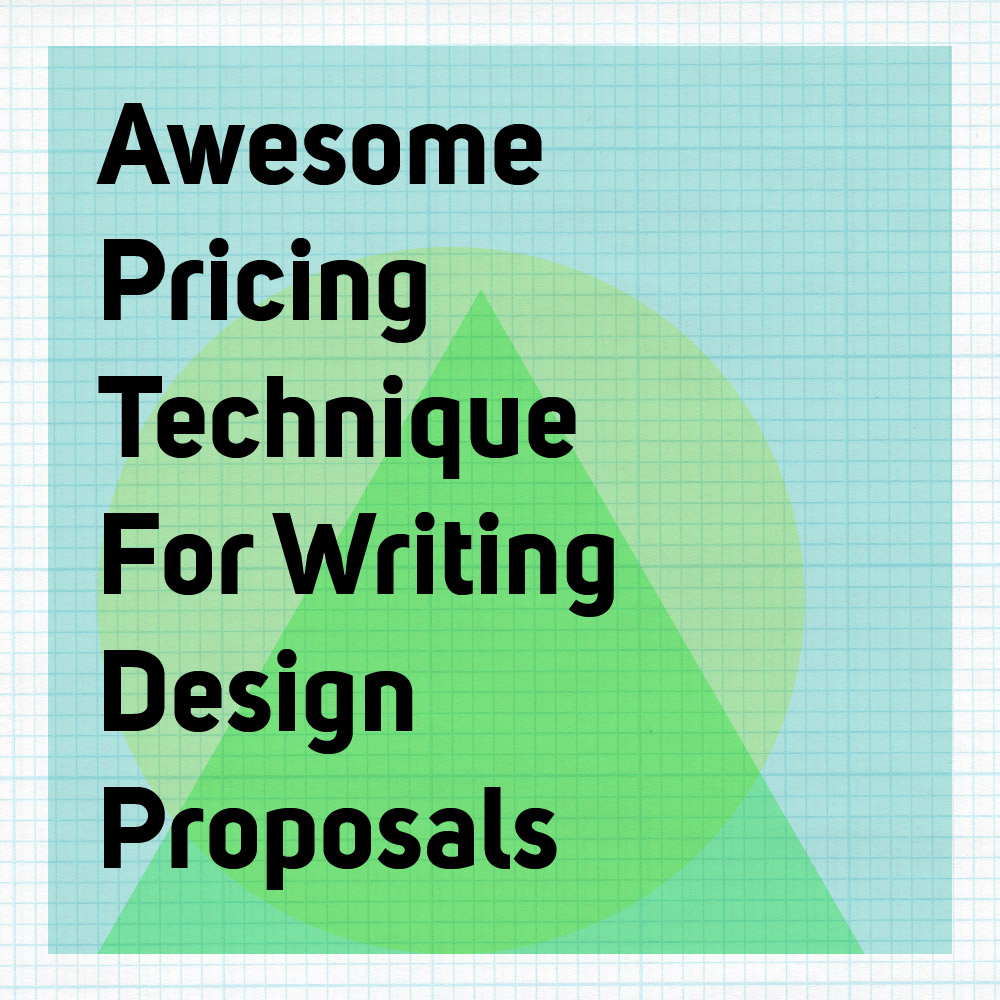 Awesome
Pricing
Technique
For Writing
Design
Proposals